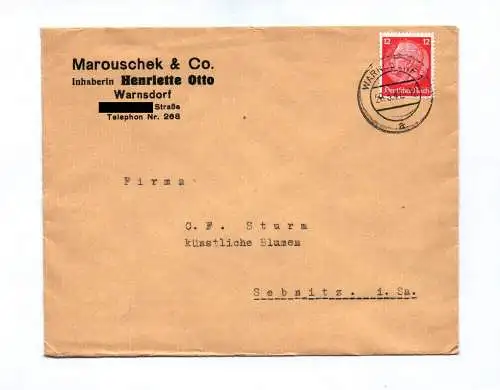 Marouschek & Co.
Inhaberin Henriette Otto
Warnsdorf
Straße
Telephon Nr. 268
12 12
Deutsches Reich
a
Firma
C. F. Sturm
künstliche Blumen
Sebnitz. i.Sa.